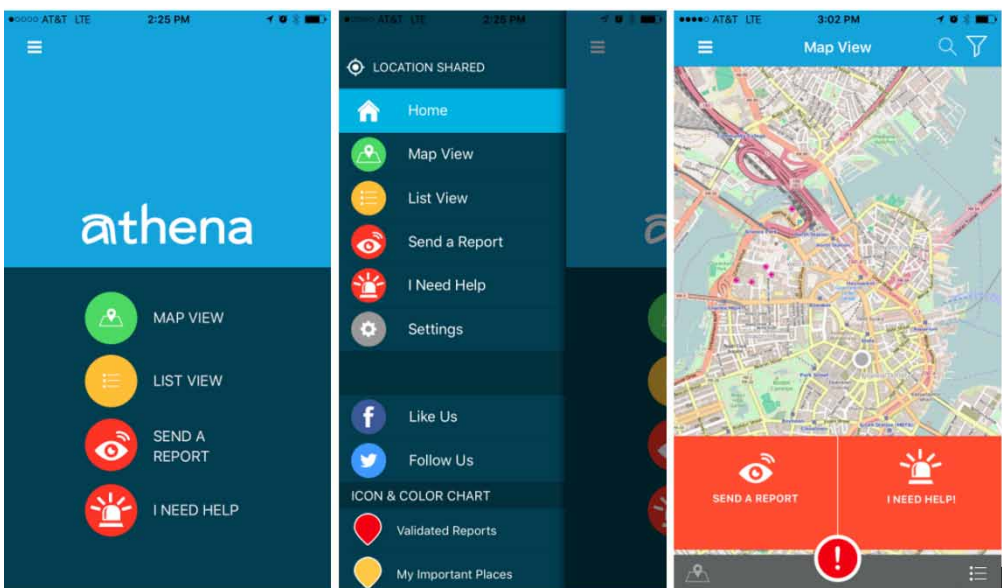 AT&T LTE 2:25 PM
athena
MAP VIEW
LIST VIEW
SEND A
REPORT
I NEED HELP
AT&T LTE 2:25 PM
LOCATION SHARED
Home
Map View
List View
Send a Report
I Need Help
Settings
Like Us
Follow Us
ICON & COLOR CHART
Validated Reports
My Important Places
a
AT&T LTE 3:02 PM
Map View
SEND A REPORT
I NEED HELP!
!